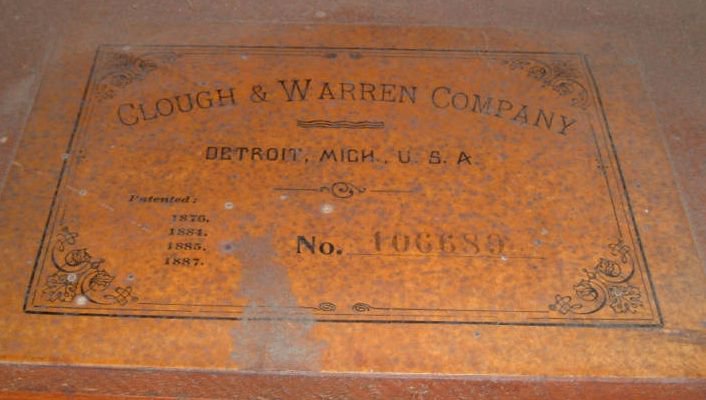 CLOUGH & WARREN COMPANY
DETROIT, MICH., U. S. A.
Patented:
1876.
1884.
1885.
1887.
No. 106689